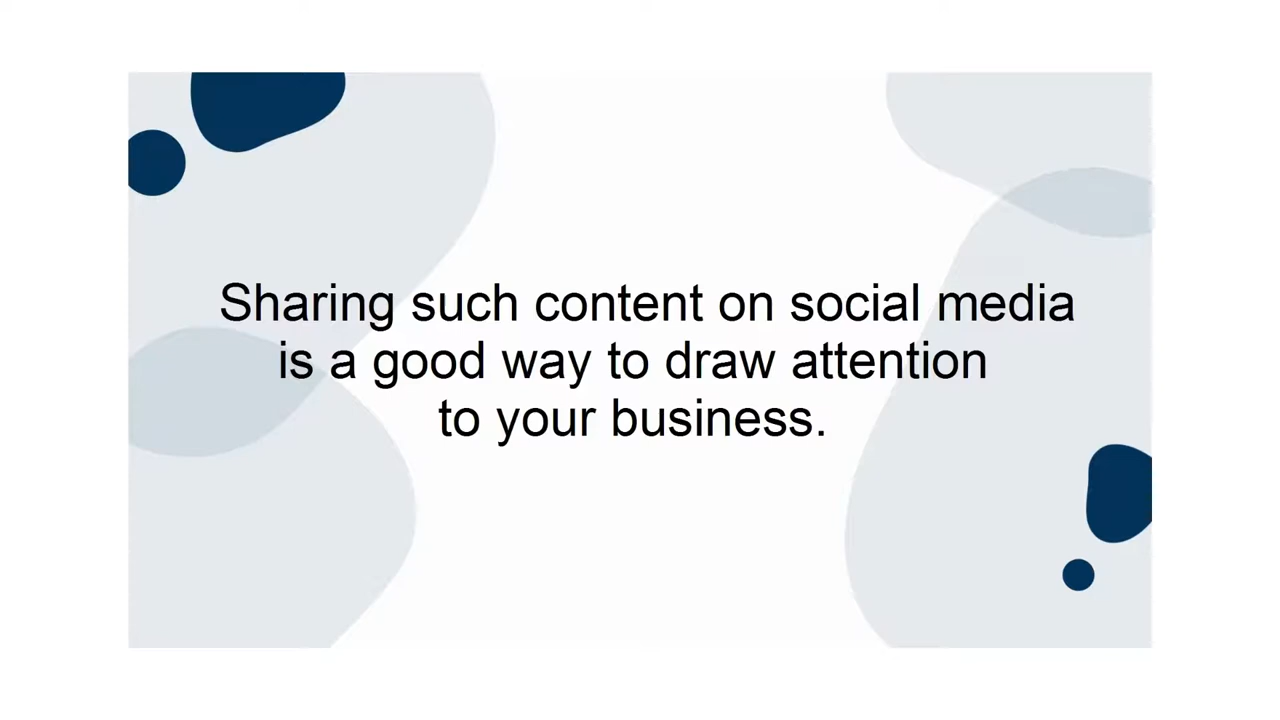 Sharing such content on social media
is a good way to draw attention
to your business.